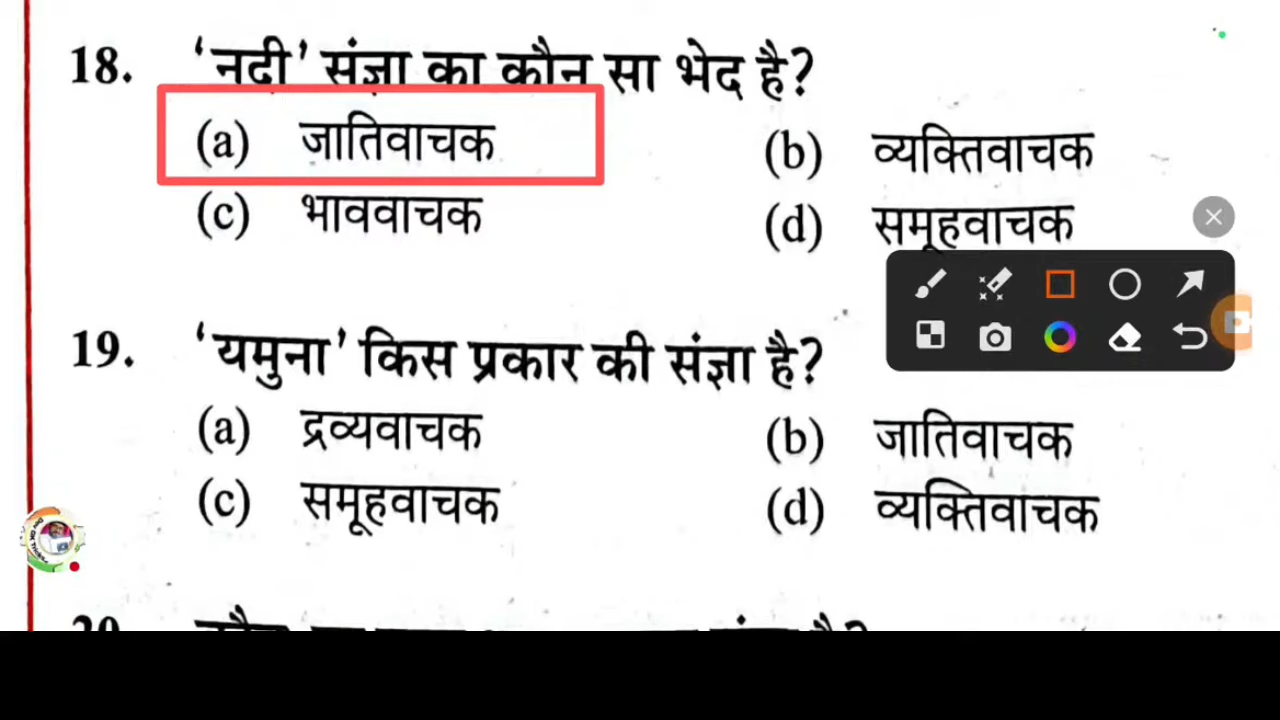 18. 'नदी' संज्ञा का कौन सा भेद है?
(a) जातिवाचक (b) व्यक्तिवाचक
(c) भाववाचक (d) समूहवाचक
19. 'यमुना' किस प्रकार की संज्ञा है?
(a) द्रव्यवाचक (b) जातिवाचक
(c) समूहवाचक (d) व्यक्तिवाचक